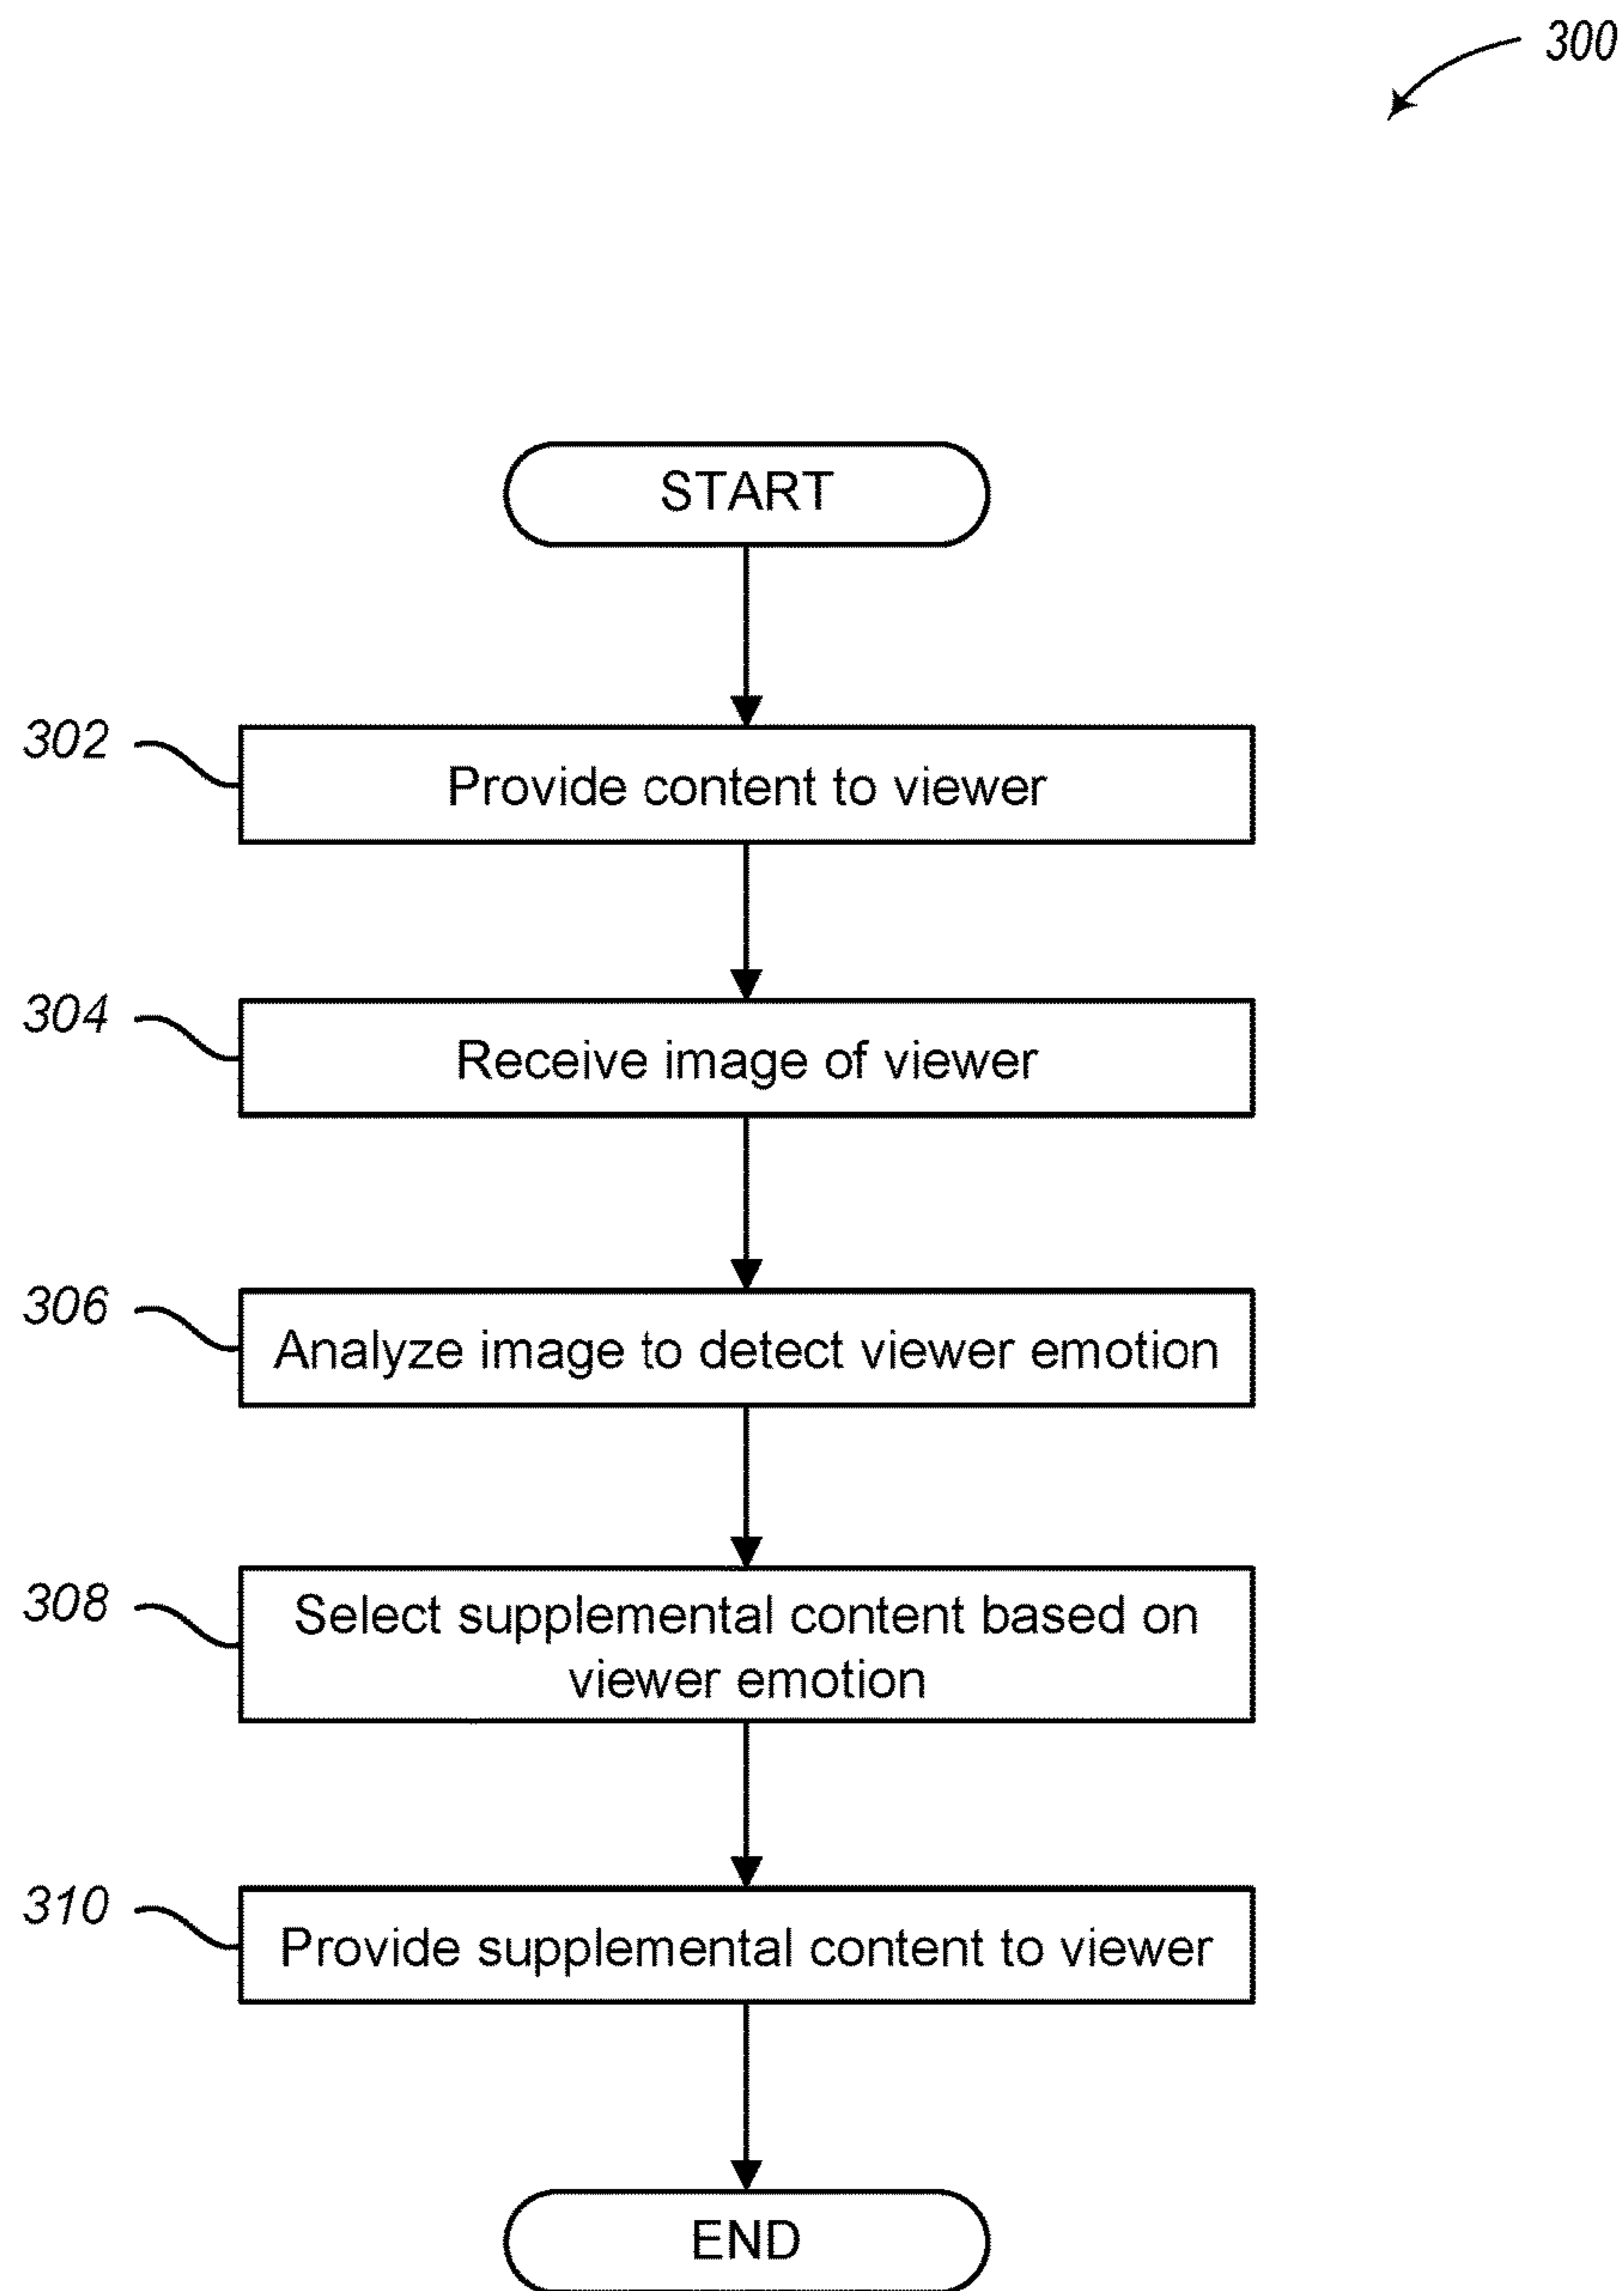 300
START
302
Provide content to viewer
304
Receive image of viewer
306
Analyze image to detect viewer emotion
308
Select supplemental content based on
viewer emotion
310
Provide supplemental content to viewer
END